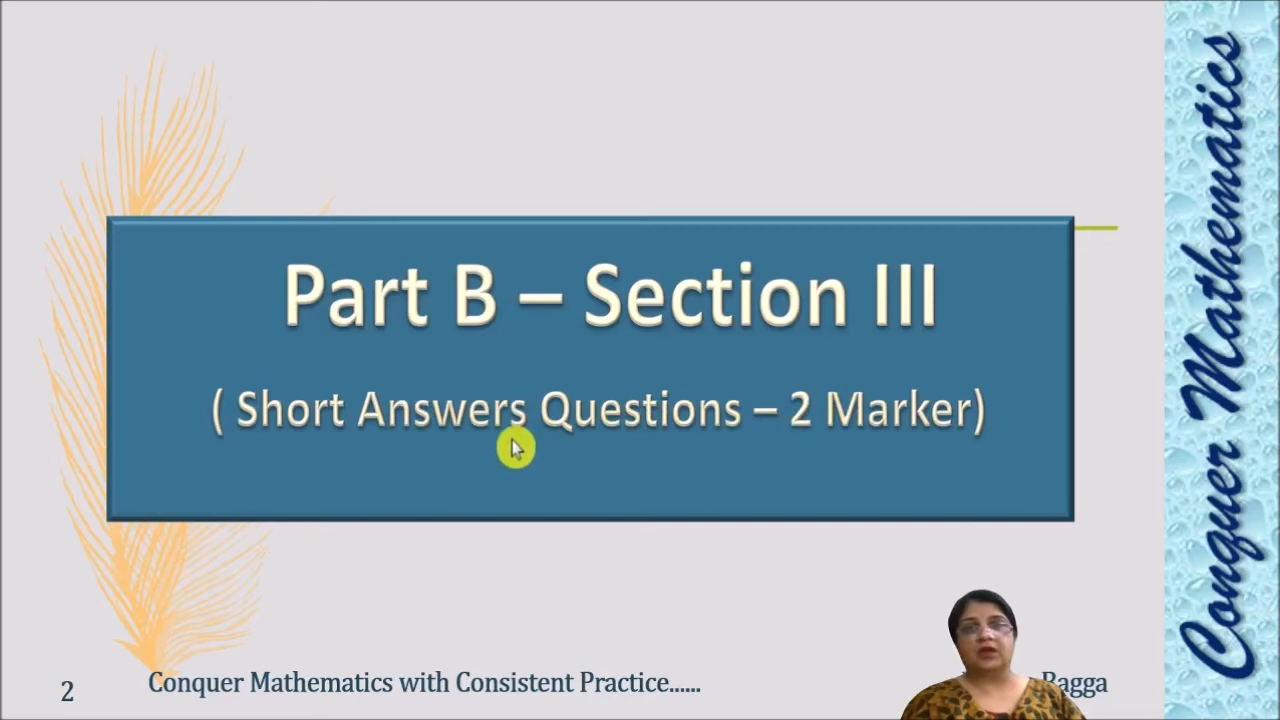 Part B – Section III
( Short Answers Questions – 2 Marker)
2
Conquer Mathematics with Consistent Practice......
Bagga
Conquer Mathematics